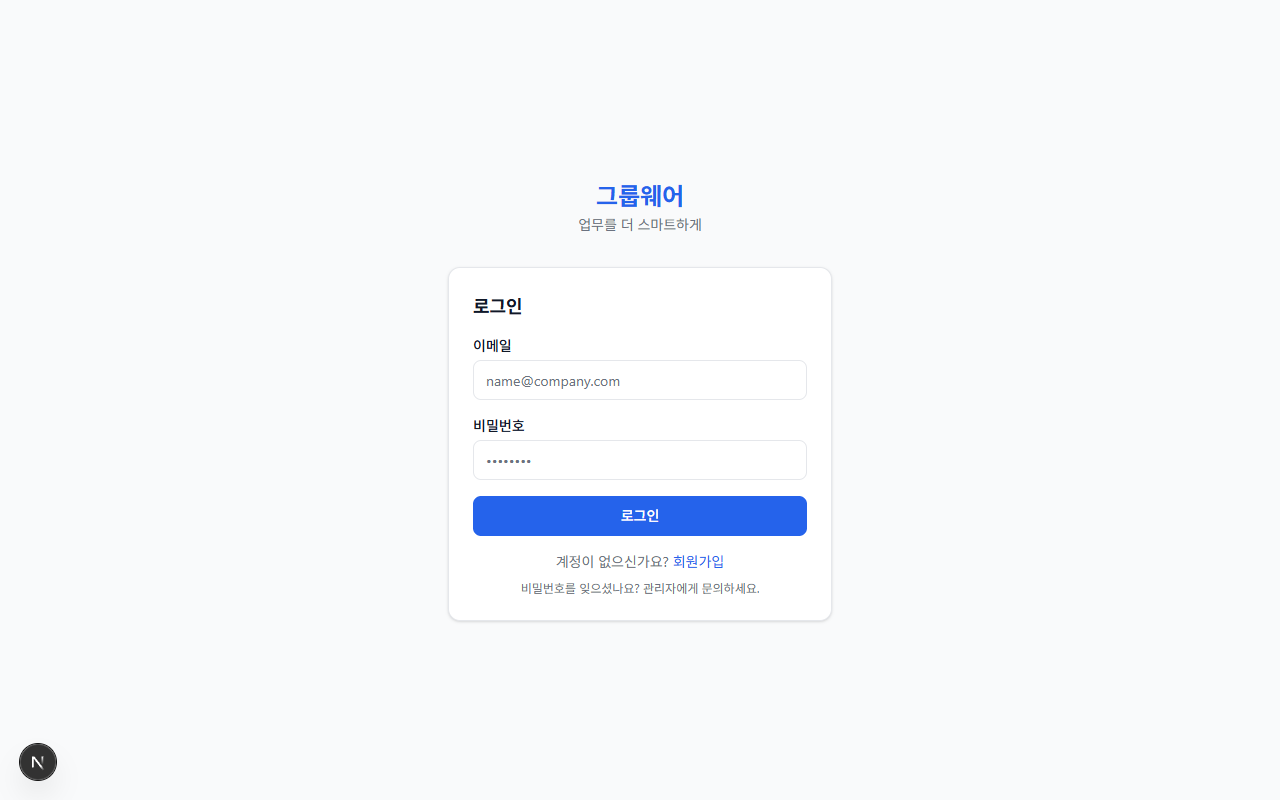 그룹웨어
업무를 더 스마트하게
로그인
이메일
name@company.com
비밀번호
••••••••
로그인
계정이 없으신가요? 회원가입
비밀번호를 잊으셨나요? 관리자에게 문의하세요.
N